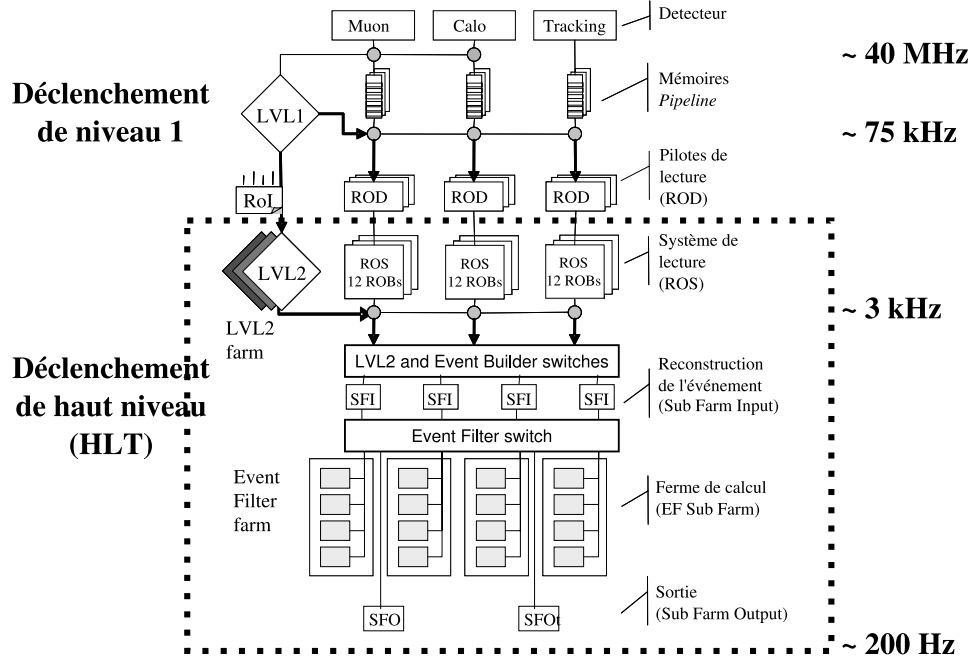 Muon
Calo
Tracking
Detecteur
~ 40 MHz
Déclenchement
de niveau 1
LVL1
Mémoires
Pipeline
~ 75 kHz
Pilotes de
lecture
(ROD)
RoI
ROD
ROD
ROD
LVL2
LVL2
farm
ROS
12 ROBs
ROS
12 ROBs
ROS
12 ROBs
Système de
lecture
(ROS)
~ 3 kHz
Déclenchement
de haut niveau
(HLT)
LVL2 and Event Builder switches
SFI
SFI
SFI
SFI
Reconstruction
de l'événement
(Sub Farm Input)
Event Filter switch
Event
Filter
farm
Ferme de calcul
(EF Sub Farm)
SFO
SFOt
Sortie
(Sub Farm Output)
~ 200 Hz